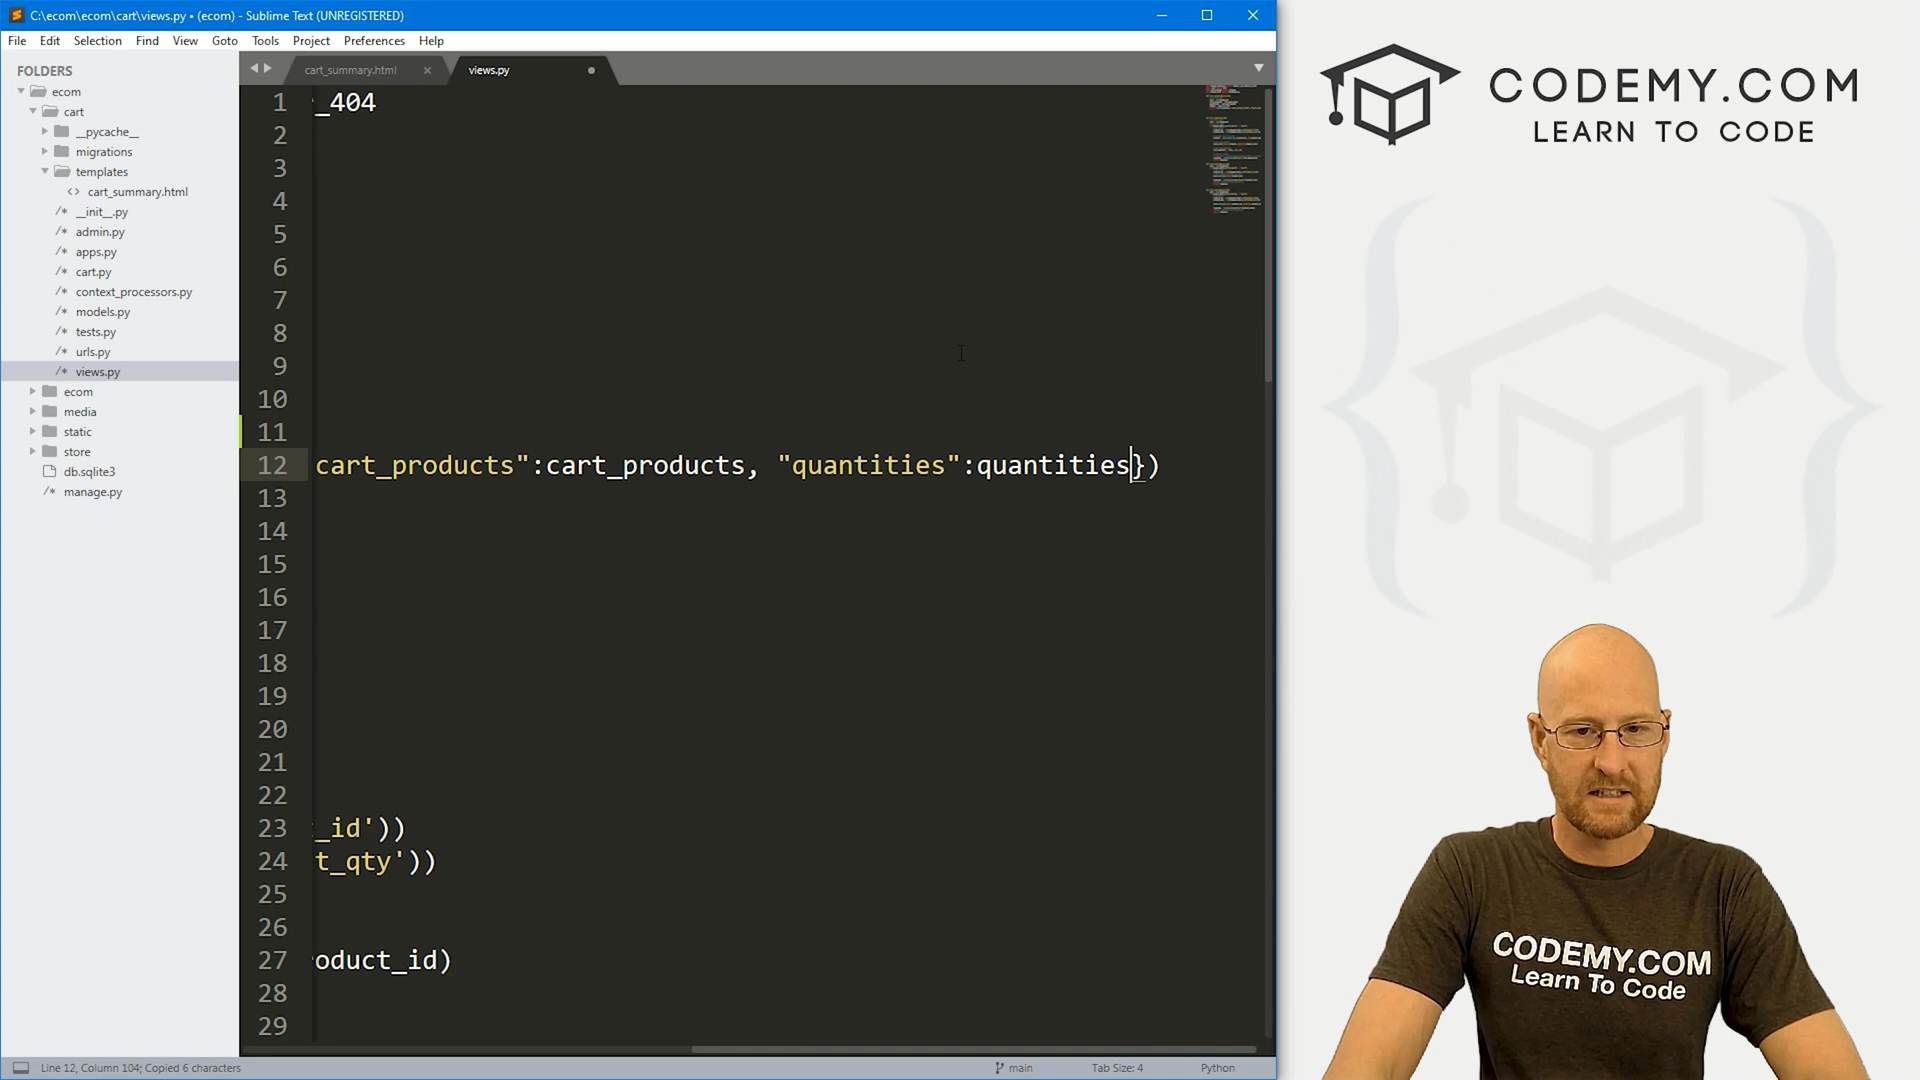 C:\ecom\ecom\cart\views.py • (ecom) - Sublime Text (UNREGISTERED)
File Edit Selection Find View Goto Tools Project Preferences Help
FOLDERS
ecom
cart
__pycache__
migrations
templates
cart_summary.html
__init__.py
admin.py
apps.py
cart.py
context_processors.py
models.py
tests.py
urls.py
views.py
ecom
media
static
store
db.sqlite3
manage.py
cart_summary.html views.py
1 _404
2
3
4
5
6
7
8
9
10
11
12 cart_products":cart_products, "quantities":quantities})
13
14
15
16
17
18
19
20
21
22
23 _id'))
24 t_qty'))
25
26
27 oduct_id)
28
29
Line 12, Column 104; Copied 6 characters main Tab Size: 4 Python
CODEMY.COM
LEARN TO CODE
CODEMY.COM
Learn To Code